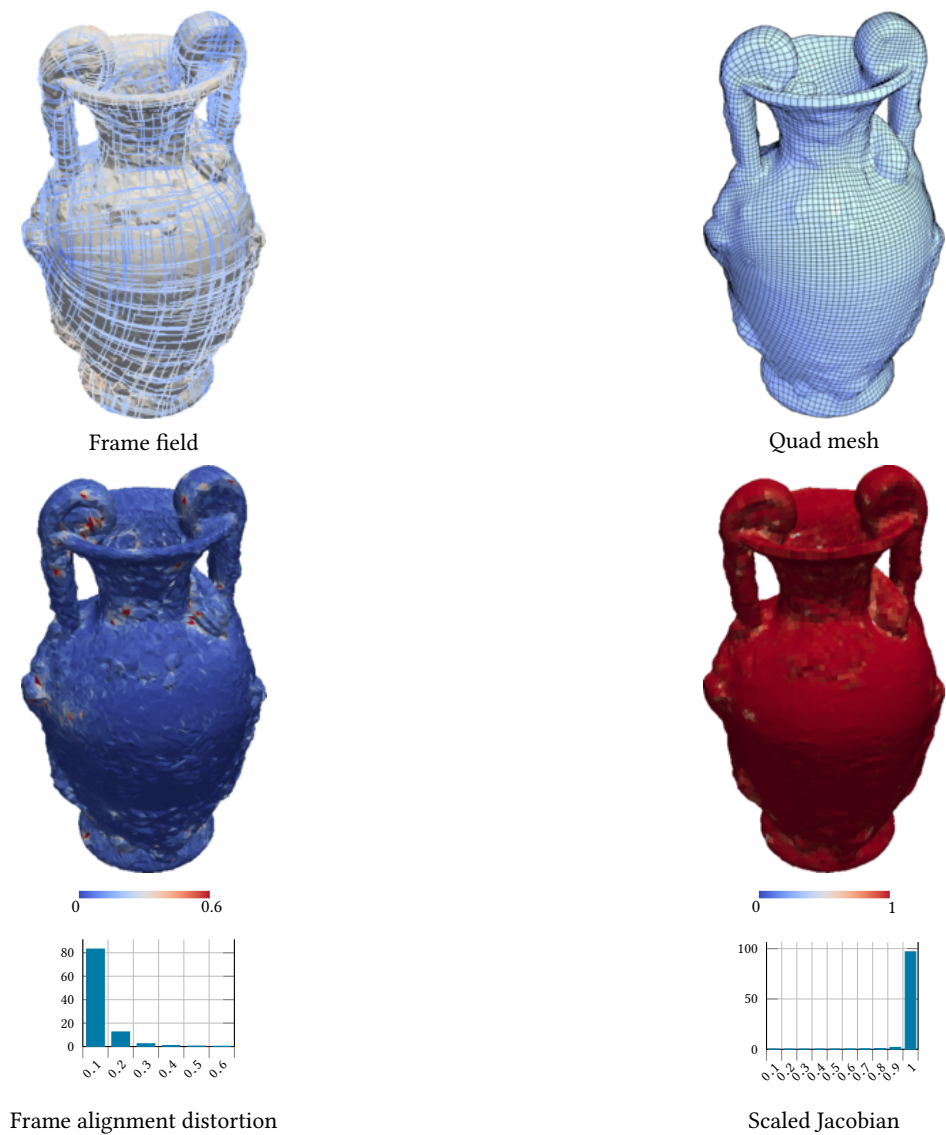 Frame field
Quad mesh
0 0.6
0 1
80
60
40
20
0
0.1 0.2 0.3 0.4 0.5 0.6
100
50
0
0.1 0.2 0.3 0.4 0.5 0.6 0.7 0.8 0.9 1
Frame alignment distortion
Scaled Jacobian